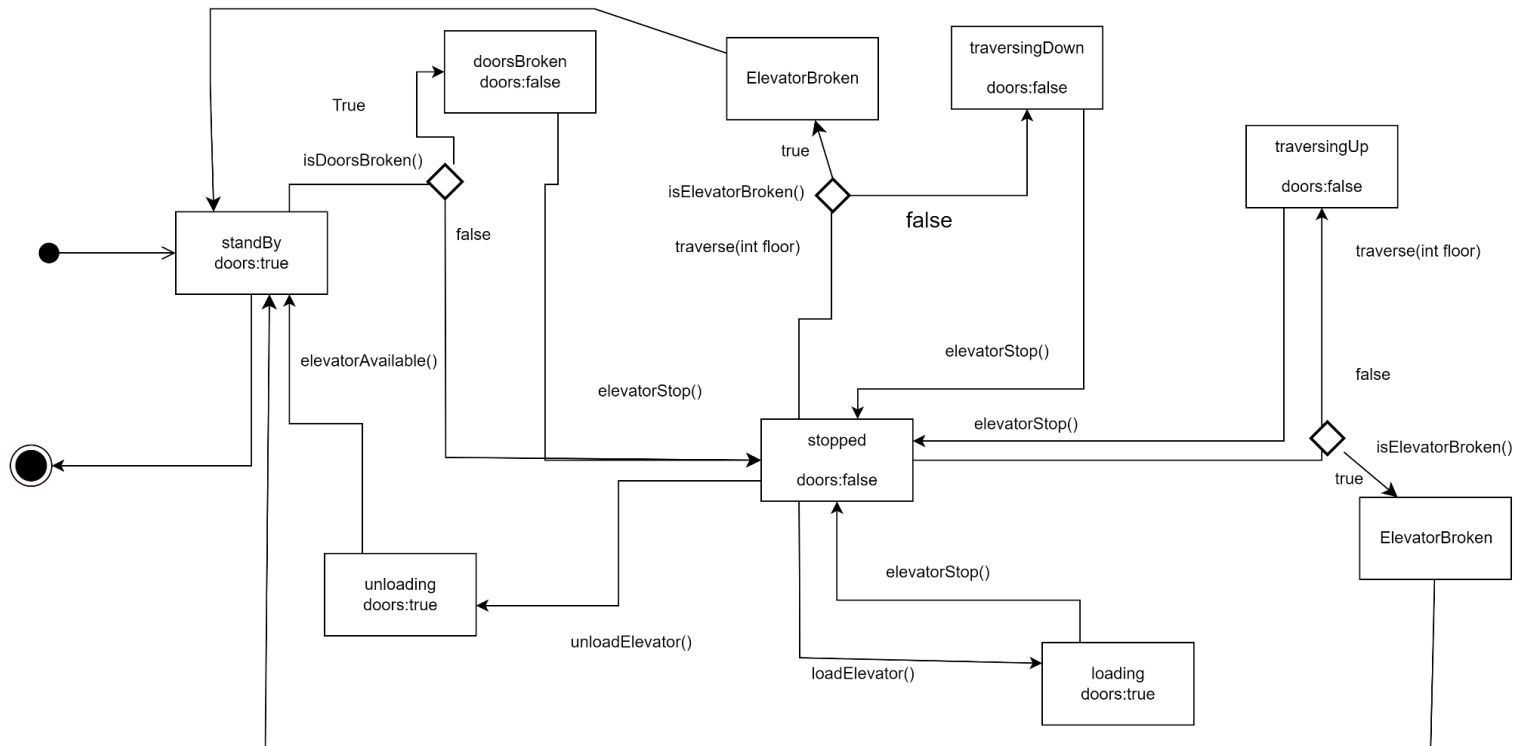 doorsBroken
doors:false
ElevatorBroken
traversingDown
doors:false
True
isDoorsBroken()
true
isElevatorBroken()
false
traversingUp
doors:false
standBy
doors:true
false
traverse(int floor)
traverse(int floor)
elevatorAvailable()
elevatorStop()
elevatorStop()
false
stopped
doors:false
elevatorStop()
isElevatorBroken()
true
ElevatorBroken
unloading
doors:true
elevatorStop()
unloadElevator()
loadElevator()
loading
doors:true